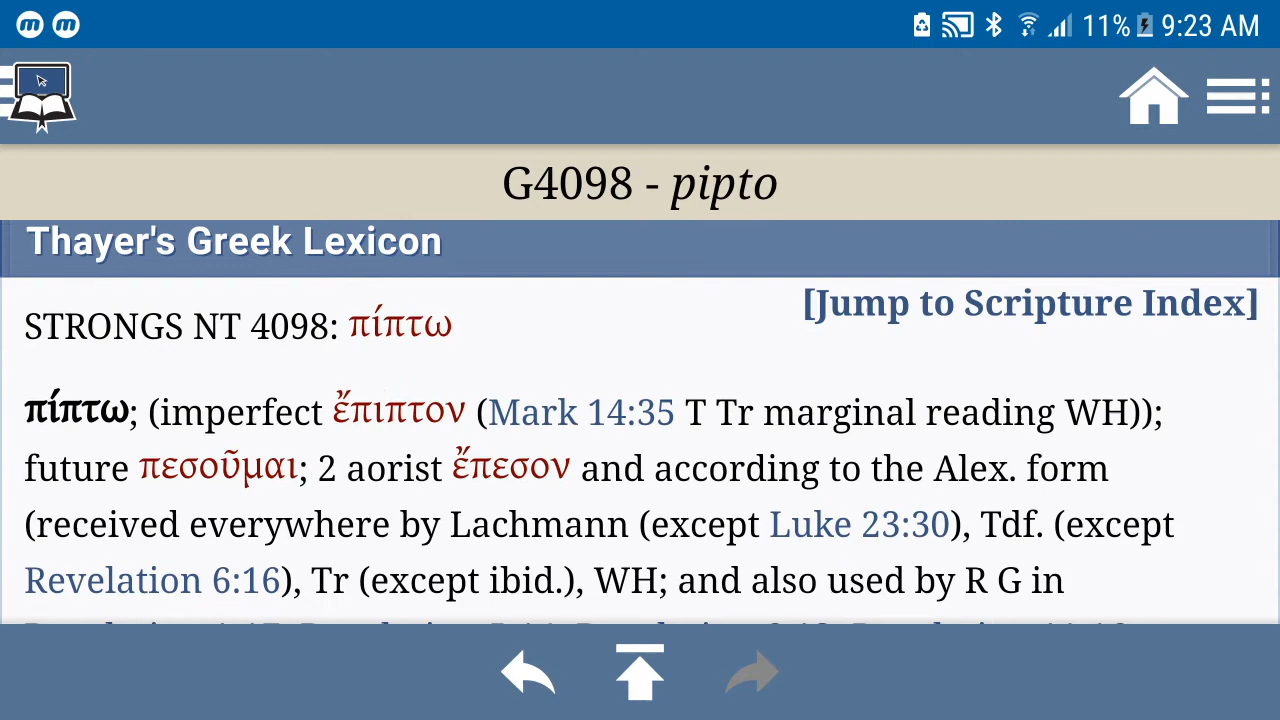 11% 9:23 AM
G4098 - pipto
Thayer's Greek Lexicon
[Jump to Scripture Index]
STRONGS NT 4098: πίπτω
πίπτω; (imperfect ἔπιπτον (Mark 14:35 T Tr marginal reading WH));
future πεσοῦμαι; 2 aorist ἔπεσον and according to the Alex. form
(received everywhere by Lachmann (except Luke 23:30), Tdf. (except
Revelation 6:16), Tr (except ibid.), WH; and also used by R G in